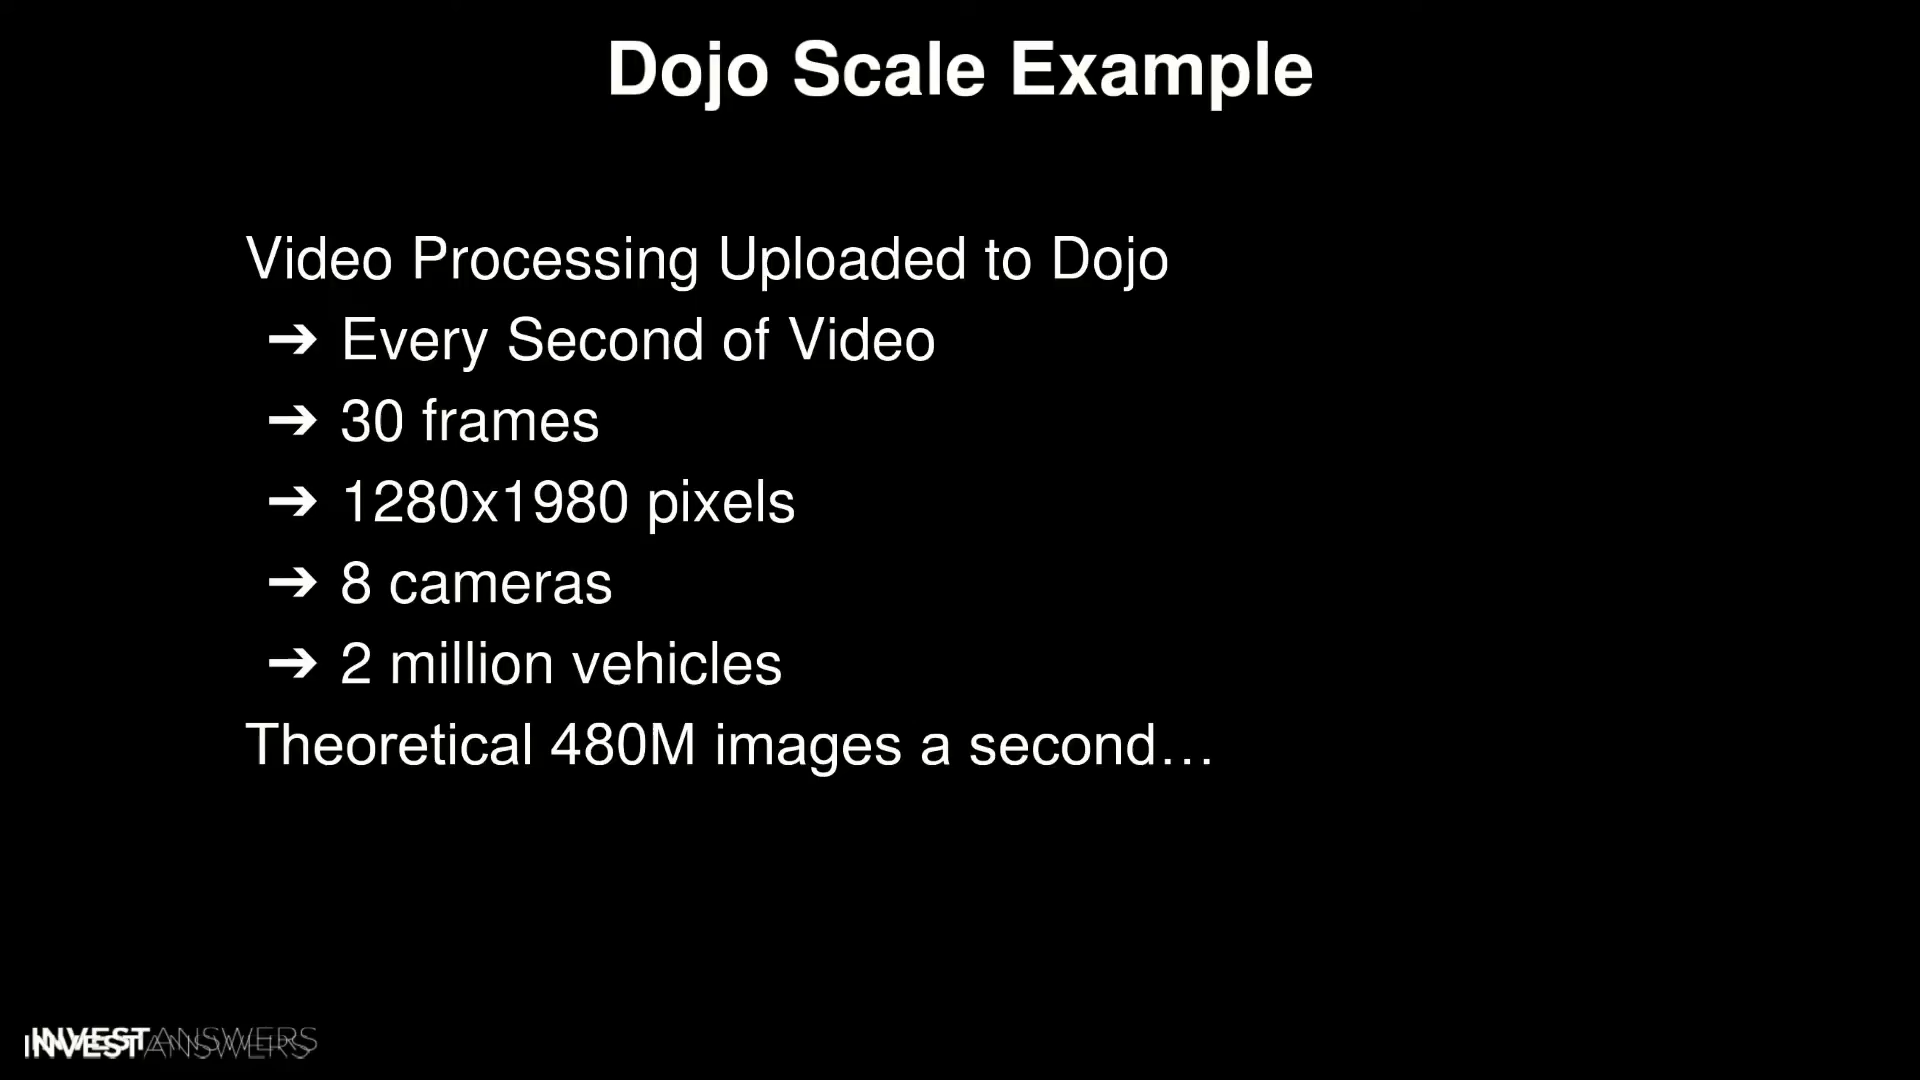 Dojo Scale Example
Video Processing Uploaded to Dojo
➔ Every Second of Video
➔ 30 frames
➔ 1280x1980 pixels
➔ 8 cameras
➔ 2 million vehicles
Theoretical 480M images a second…
INVESTANSWERS
INVESTANSWERS